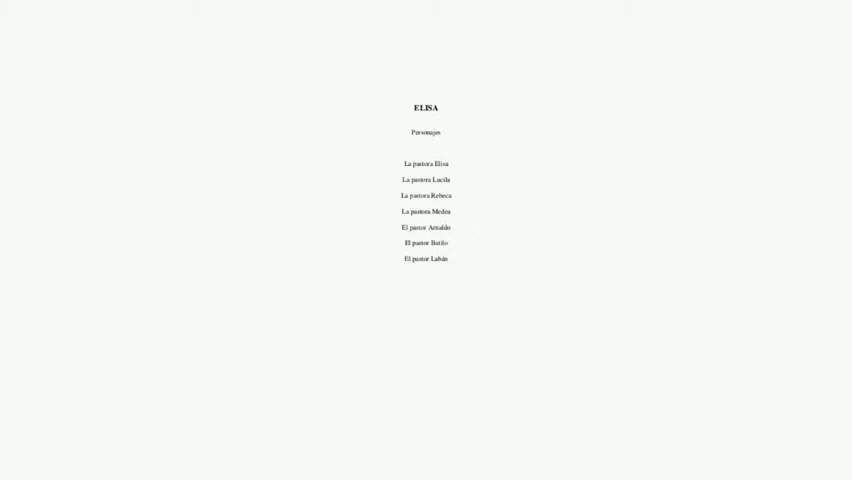 ELISA
Personajes
La pastora Elisa
La pastora Lucila
La pastora Rebeca
La pastora Medea
El pastor Arnaldo
El pastor Batilo
El pastor Labán